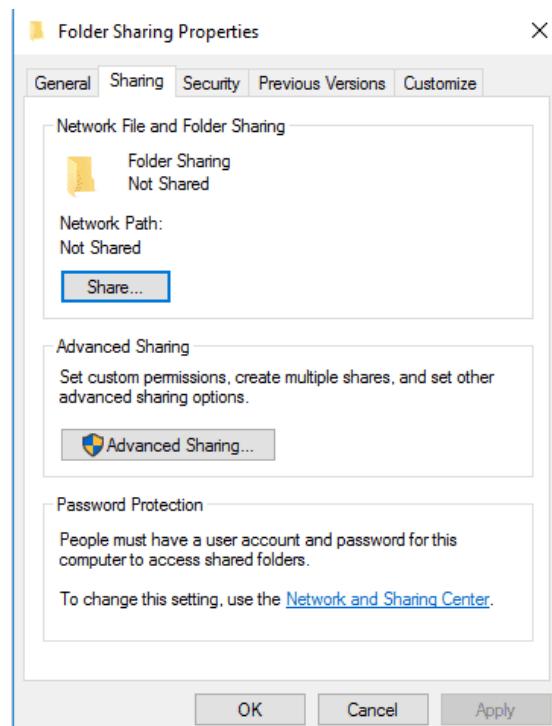 Folder Sharing Properties
General Sharing Security Previous Versions Customize
Network File and Folder Sharing
Folder Sharing
Not Shared
Network Path:
Not Shared
Share...
Advanced Sharing
Set custom permissions, create multiple shares, and set other
advanced sharing options.
Advanced Sharing...
Password Protection
People must have a user account and password for this
computer to access shared folders.
To change this setting, use the Network and Sharing Center.
OK Cancel Apply